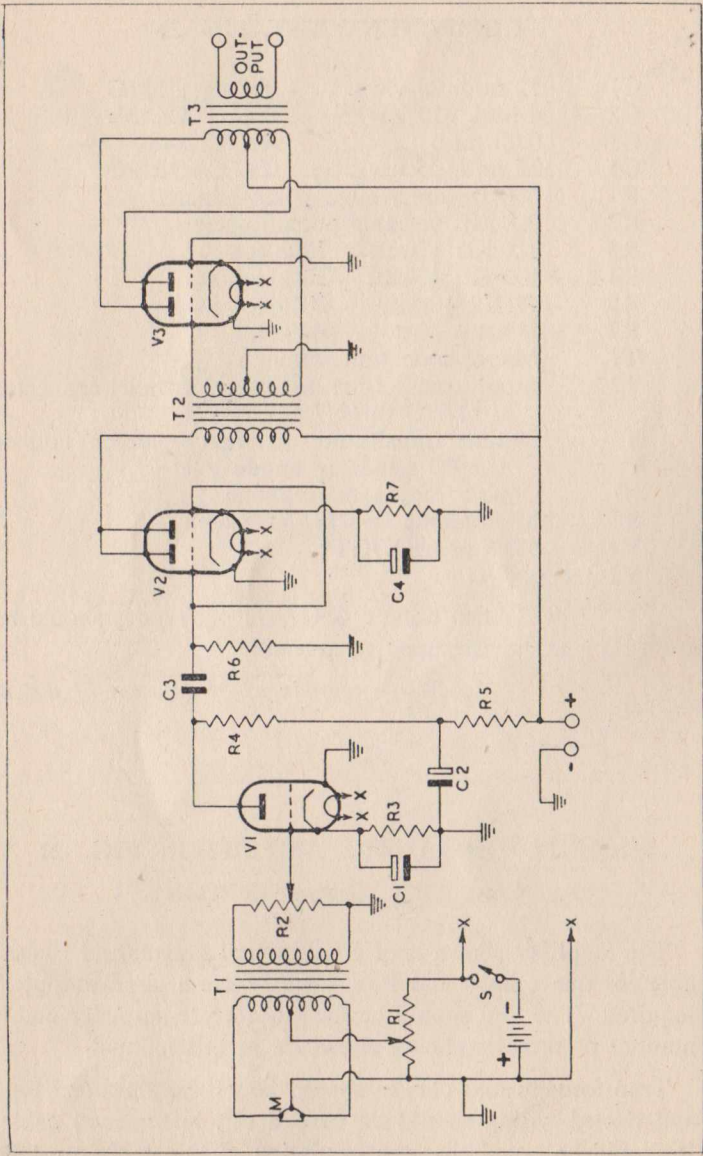 M
T1
R1
S
+
-
X
X
R2
V1
X X
C1
R3
R4
C2
R5
-
+
C3
R6
V2
X X
C4
R7
T2
V3
X X
T3
OUT-
PUT